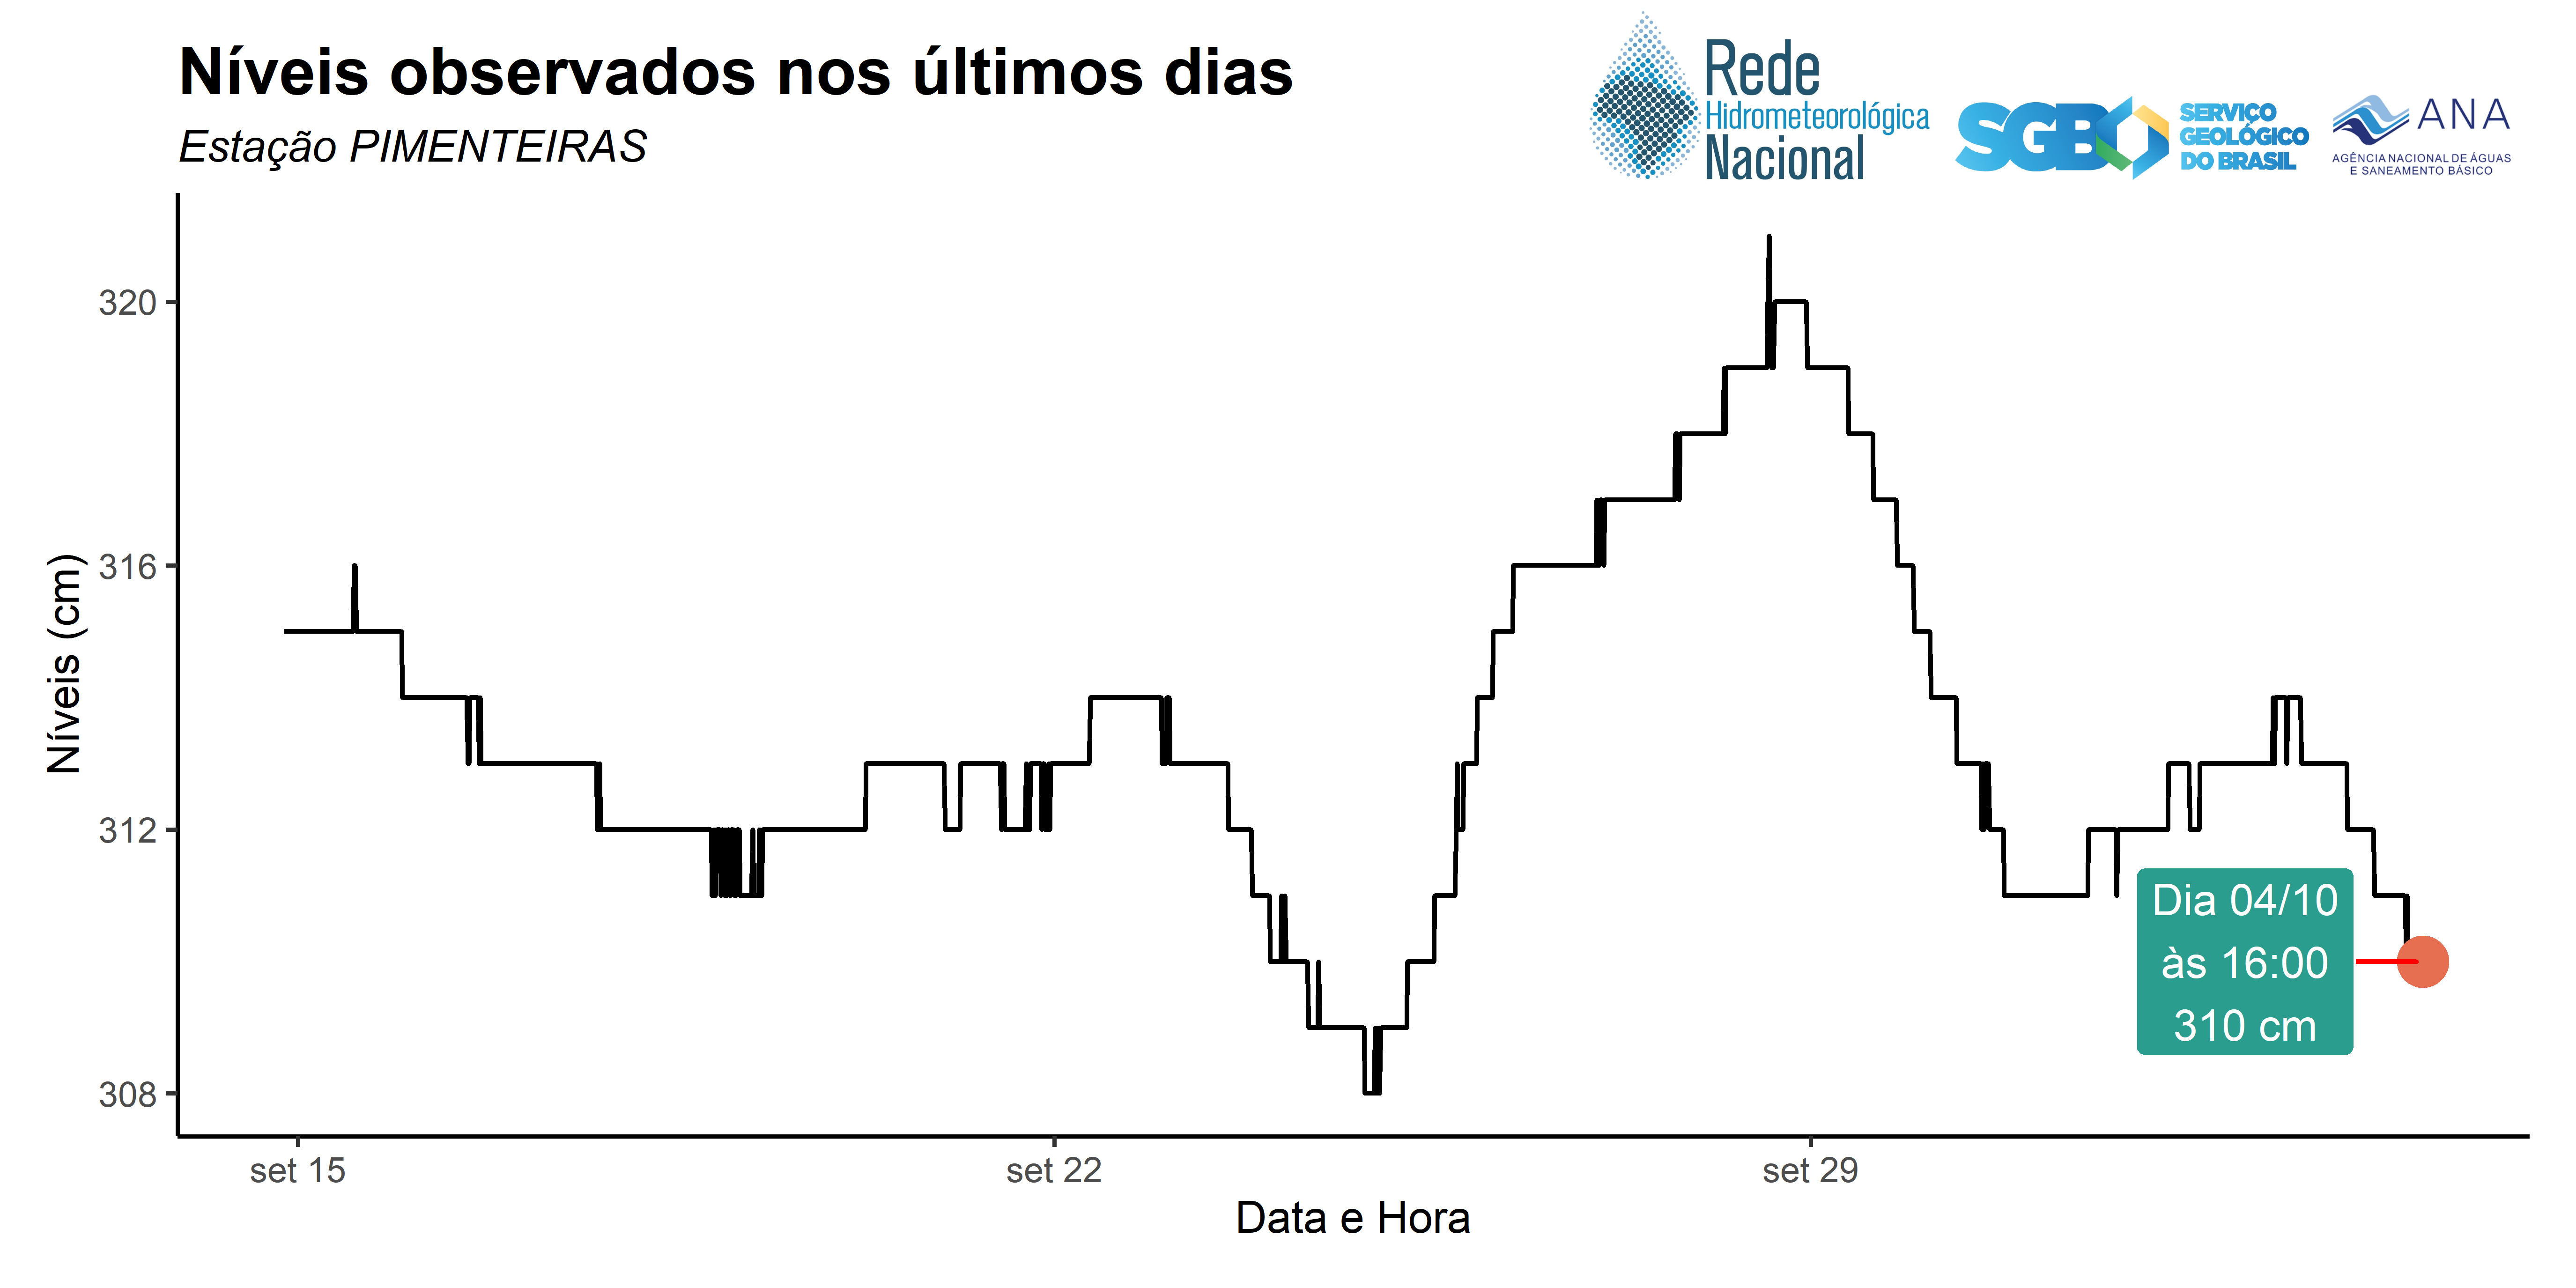 Níveis observados nos últimos dias
Estação PIMENTEIRAS
Rede
Hidrometeorológica
Nacional
SGB
SERVIÇO
GEOLÓGICO
DO BRASIL
ANA
AGÊNCIA NACIONAL DE ÁGUAS
E SANEAMENTO BÁSICO
Níveis (cm)
320
316
312
308
Dia 04/10
às 16:00
310 cm
set 15
set 22
set 29
Data e Hora